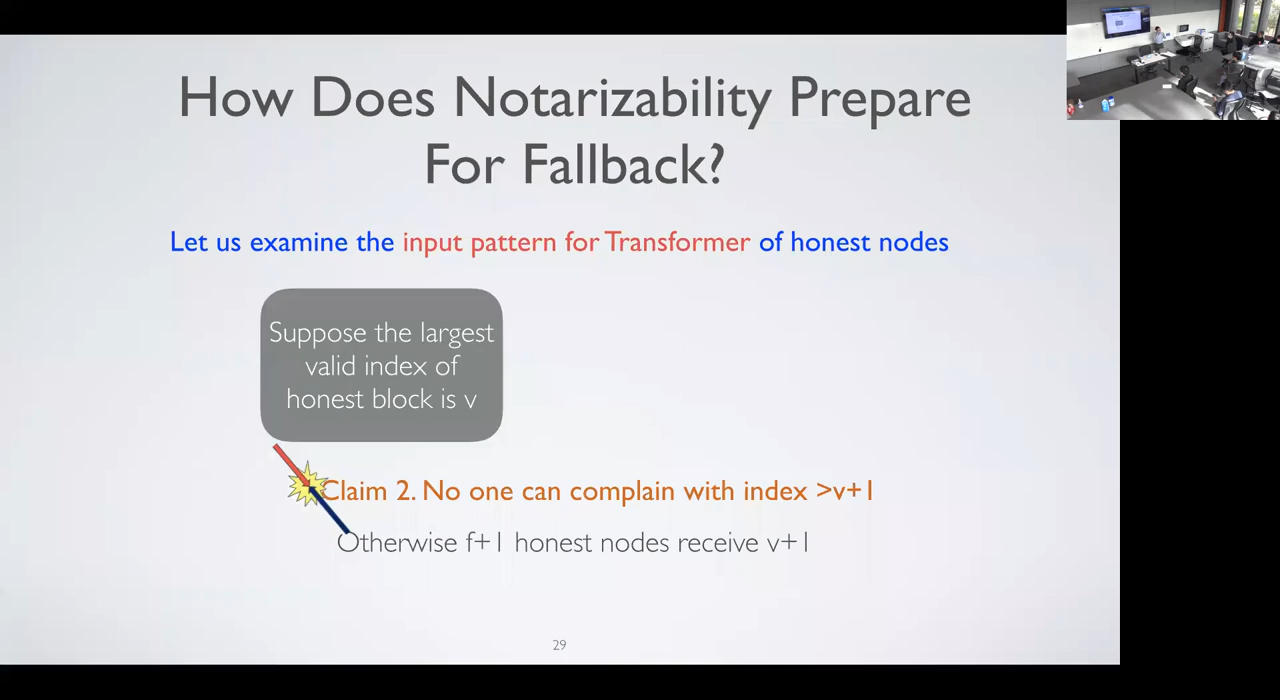 How Does Notarizability Prepare
For Fallback?
Let us examine the input pattern for Transformer of honest nodes
Suppose the largest
valid index of
honest block is v
Claim 2. No one can complain with index >v+1
Otherwise f+1 honest nodes receive v+1
29